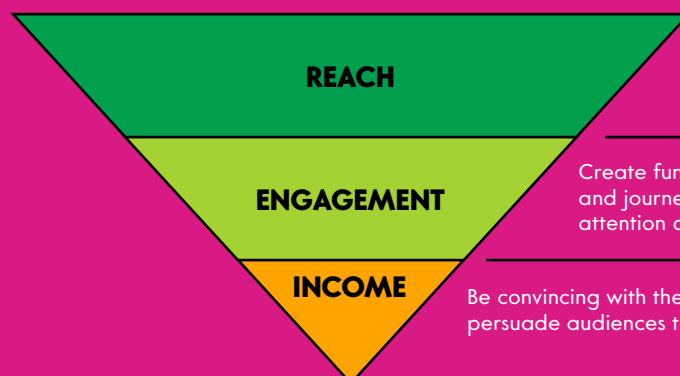 REACH
Create fun
and journe
attention
ENGAGEMENT
Be convincing with the
persuade audiences t
INCOME